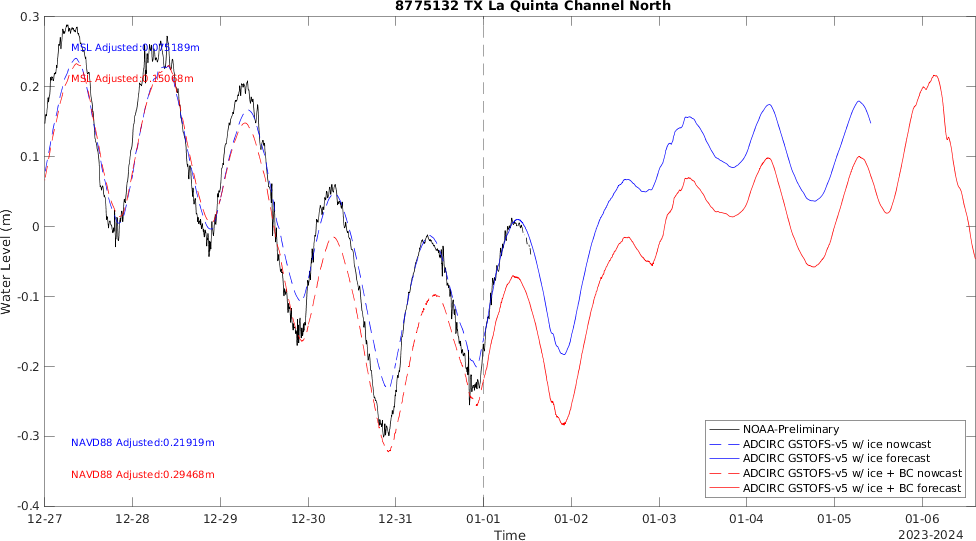 8775132 TX La Quinta Channel North
0.3
0.2
0.1
0
-0.1
-0.2
-0.3
-0.4
Water Level (m)
MSL Adjusted:0.075189m
MSL Adjusted:0.15068m
NAVD88 Adjusted:0.21919m
NAVD88 Adjusted:0.29468m
NOAA-Preliminary
ADCIRC GSTOFS-v5 w/ ice nowcast
ADCIRC GSTOFS-v5 w/ ice forecast
ADCIRC GSTOFS-v5 w/ ice + BC nowcast
ADCIRC GSTOFS-v5 w/ ice + BC forecast
12-27 12-28 12-29 12-30 12-31 01-01 01-02 01-03 01-04 01-05 01-06
Time
2023-2024